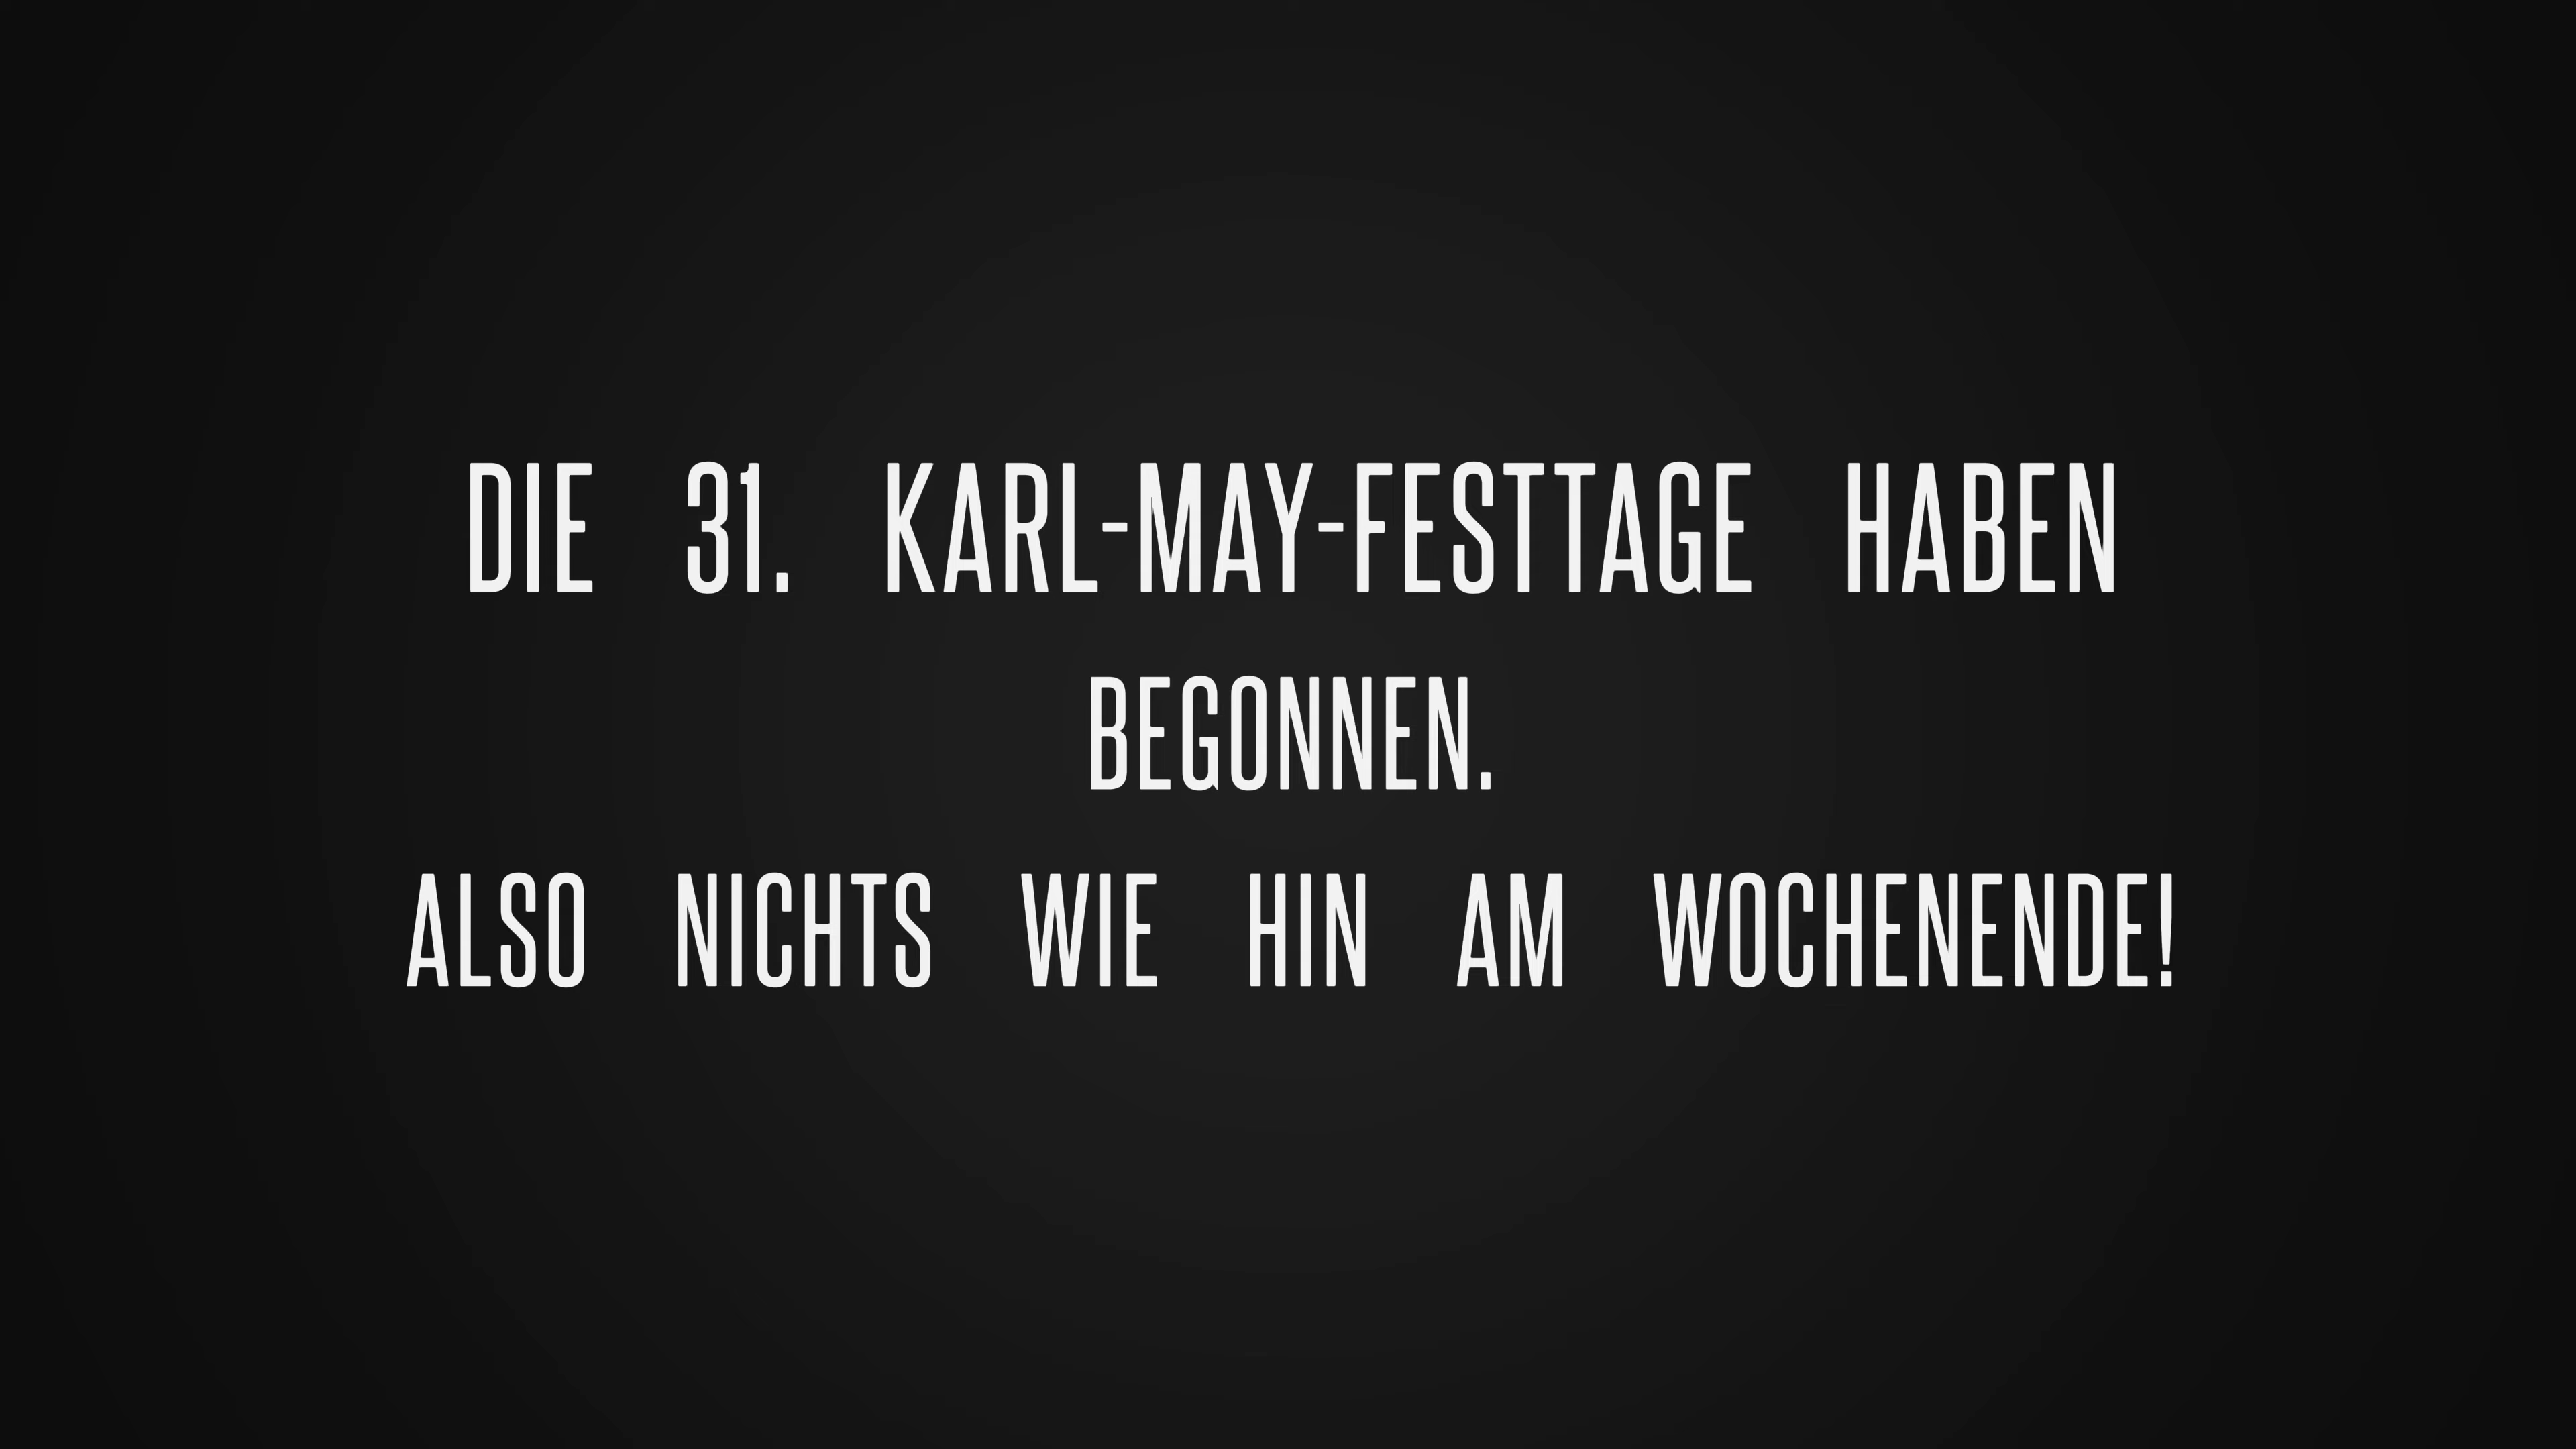 DIE 31. KARL-MAY-FESTTAGE HABEN
BEGONNEN.
ALSO NICHTS WIE HIN AM WOCHENENDE!